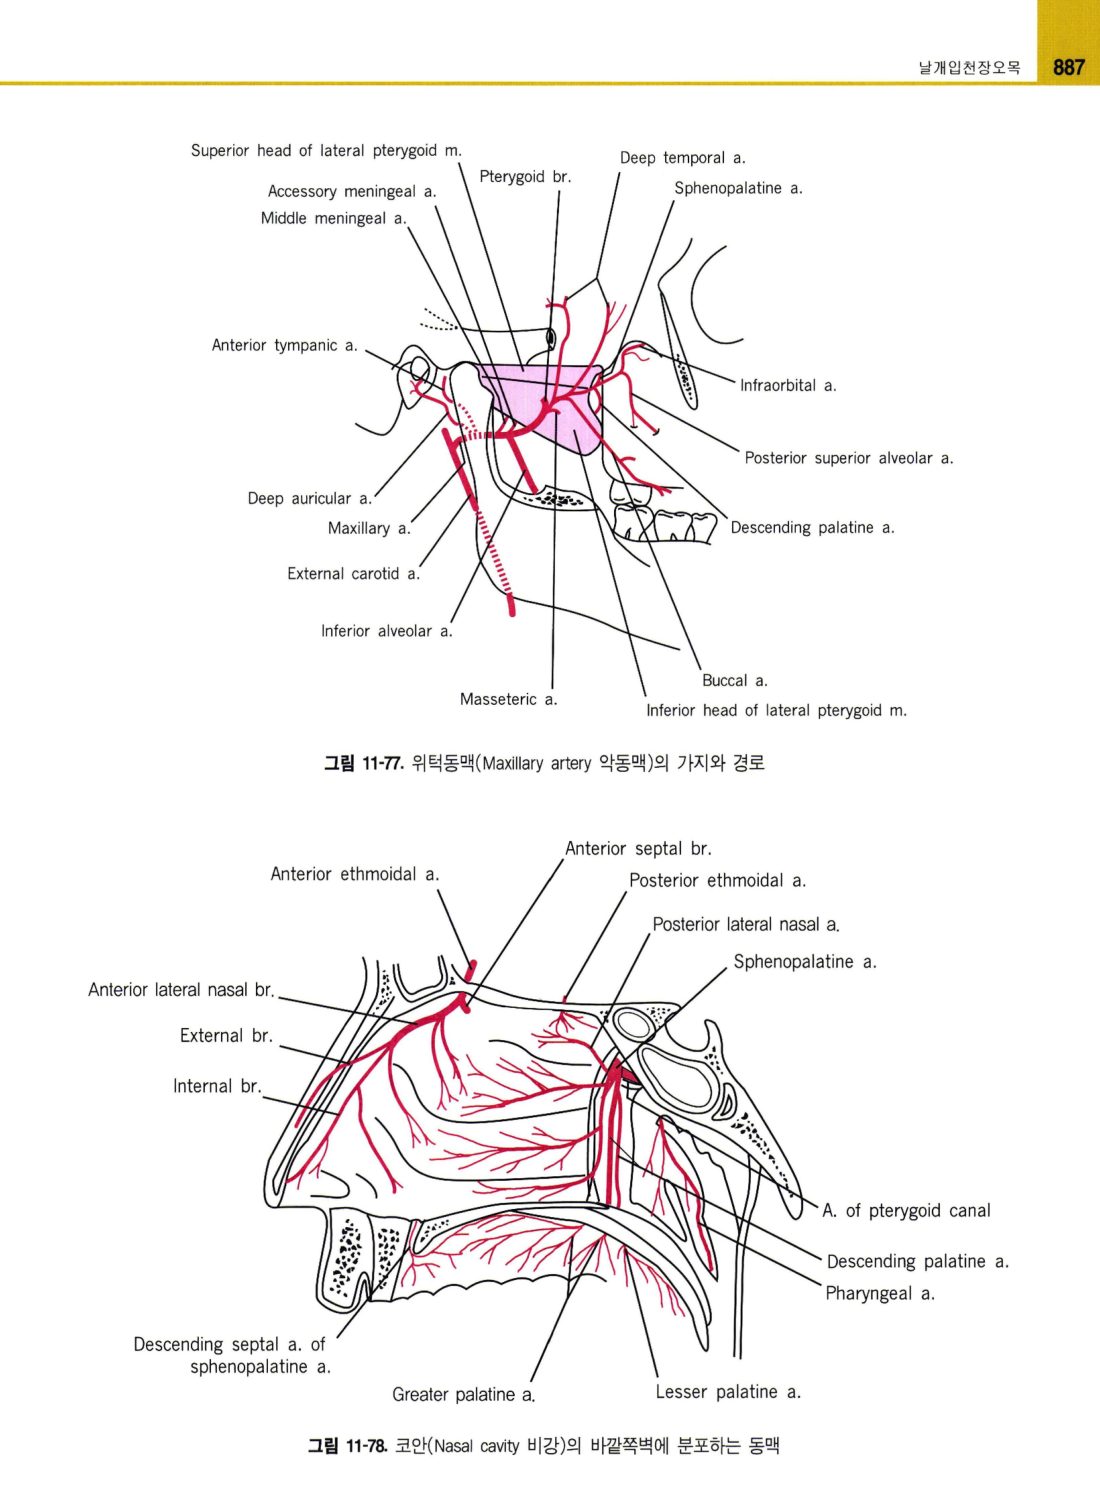 날개입천장오목 887
Superior head of lateral pterygoid m.
Deep temporal a.
Pterygoid br.
Accessory meningeal a.
Sphenopalatine a.
Middle meningeal a.
Anterior tympanic a.
Infraorbital a.
Posterior superior alveolar a.
Deep auricular a.
Maxillary a.
Descending palatine a.
External carotid a.
Inferior alveolar a.
Buccal a.
Masseteric a.
Inferior head of lateral pterygoid m.
그림 11-77. 위턱동맥(Maxillary artery 악동맥)의 가지와 경로
Anterior septal br.
Anterior ethmoidal a.
Posterior ethmoidal a.
Posterior lateral nasal a.
Sphenopalatine a.
Anterior lateral nasal br.
External br.
Internal br.
A. of pterygoid canal
Descending palatine a.
Pharyngeal a.
Descending septal a. of
sphenopalatine a.
Greater palatine a.
Lesser palatine a.
그림 11-78. 코안(Nasal cavity 비강)의 바깥쪽벽에 분포하는 동맥